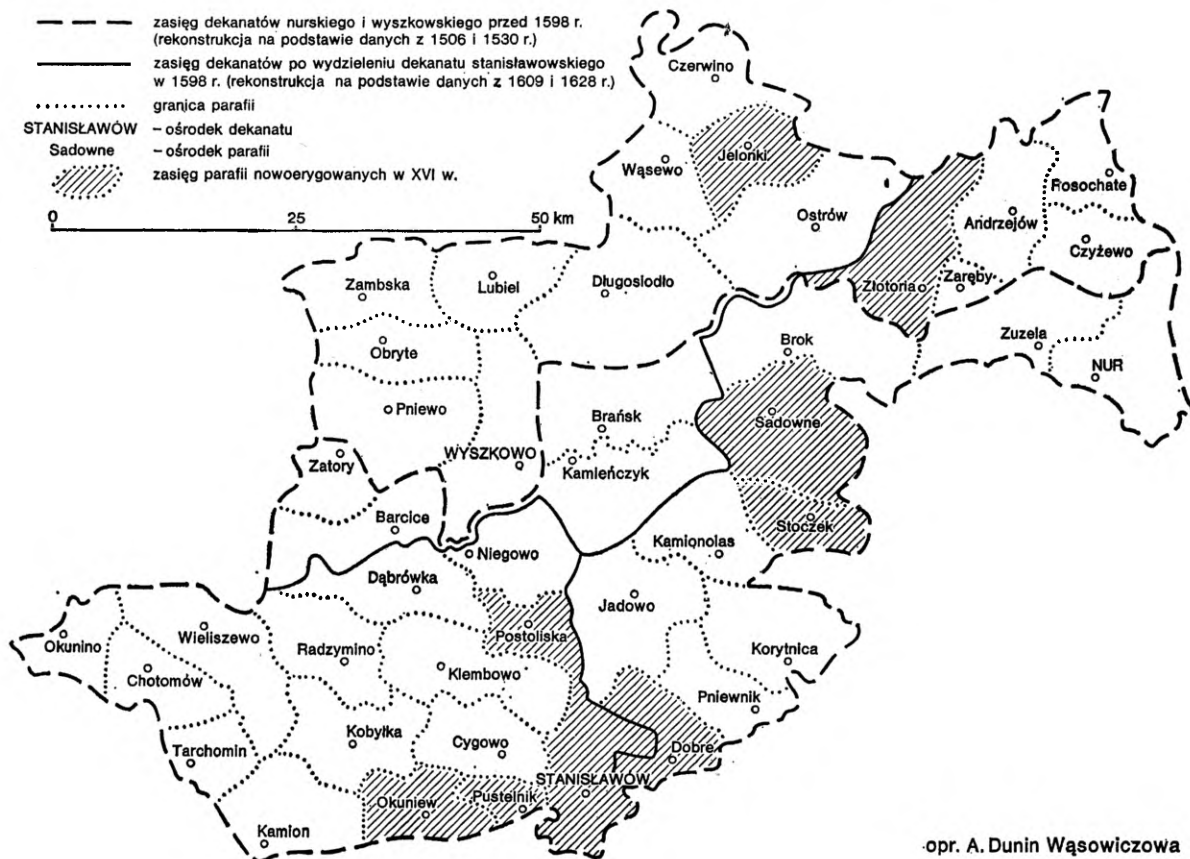 zasięg dekanatów nurskiego i wyszkowskiego przed 1598 r.
(rekonstrukcja na podstawie danych z 1506 i 1530 r.)
zasięg dekanatów po wydzieleniu dekanatu stanisławowskiego
w 1598 r. (rekonstrukcja na podstawie danych z 1609 i 1628 r.)
granica parafii
STANISŁAWÓW – ośrodek dekanatu
Sadowne – ośrodek parafii
zasięg parafii nowoerygowanych w XVI w.
0 25 50 km
Czerwino
Jelonki
Wąsewo
Rosochate
Ostrów
Andrzejów
Czyżewo
Zambska
Lubiel
Długosiodło
Złotoria
Zaręby
Obryte
Brok
Zuzela
NUR
Pniewo
Brańsk
Sadowne
Zatory
WYSZKOWO
Kamieńczyk
Barcice
Stoczek
Niegowo
Kamionolas
Dąbrówka
Jadowo
Okunino
Wieliszewo
Postoliska
Radzymino
Korytnica
Chotomów
Klembowo
Pniewnik
Kobyłka
Cygowo
Tarchomin
Dobre
STANISŁAWÓW
Okuniew
Pustelnik
Kamion
opr. A. Dunin Wąsowiczowa